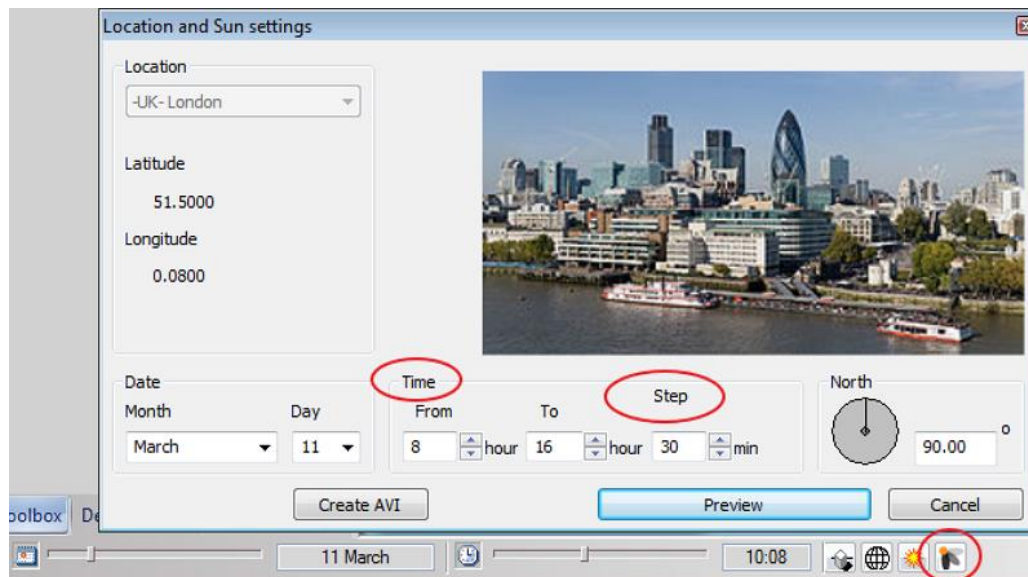 Location and Sun settings
Location
-UK- London
Latitude
51.5000
Longitude
0.0800
Date
Month
Day
March
11
Time
From
To
Step
8 hour 16 hour 30 min
North
90.00 °
Create AVI
Preview
Cancel
oolbox
De
11 March
10:08